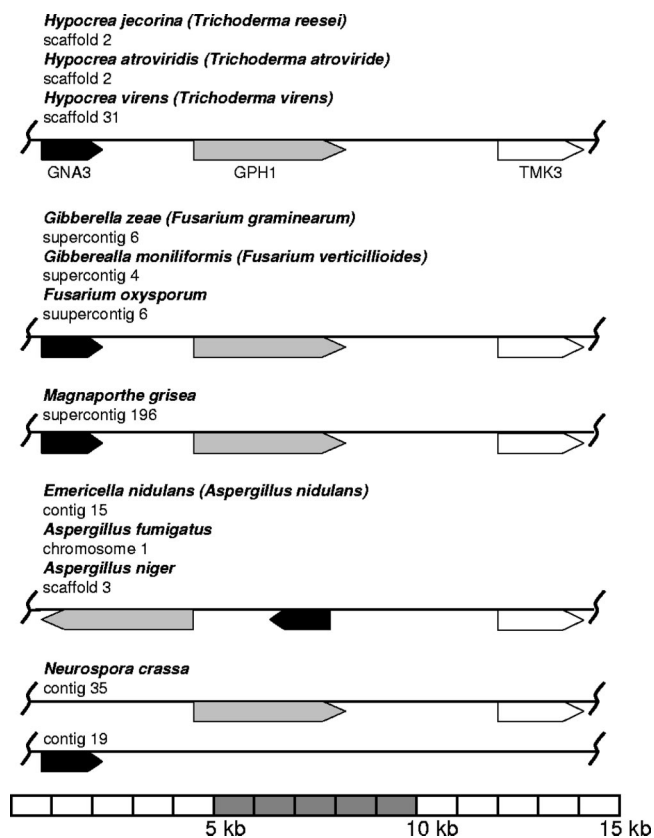 Hypocrea jecorina (Trichoderma reesei)
scaffold 2
Hypocrea atroviridis (Trichoderma atroviride)
scaffold 2
Hypocrea virens (Trichoderma virens)
scaffold 31
GNA3 GPH1 TMK3
Gibberella zeae (Fusarium graminearum)
supercontig 6
Gibberealla moniliformis (Fusarium verticillioides)
supercontig 4
Fusarium oxysporum
suupercontig 6
Magnaporthe grisea
supercontig 196
Emericella nidulans (Aspergillus nidulans)
contig 15
Aspergillus fumigatus
chromosome 1
Aspergillus niger
scaffold 3
Neurospora crassa
contig 35
contig 19
5 kb 10 kb 15 kb